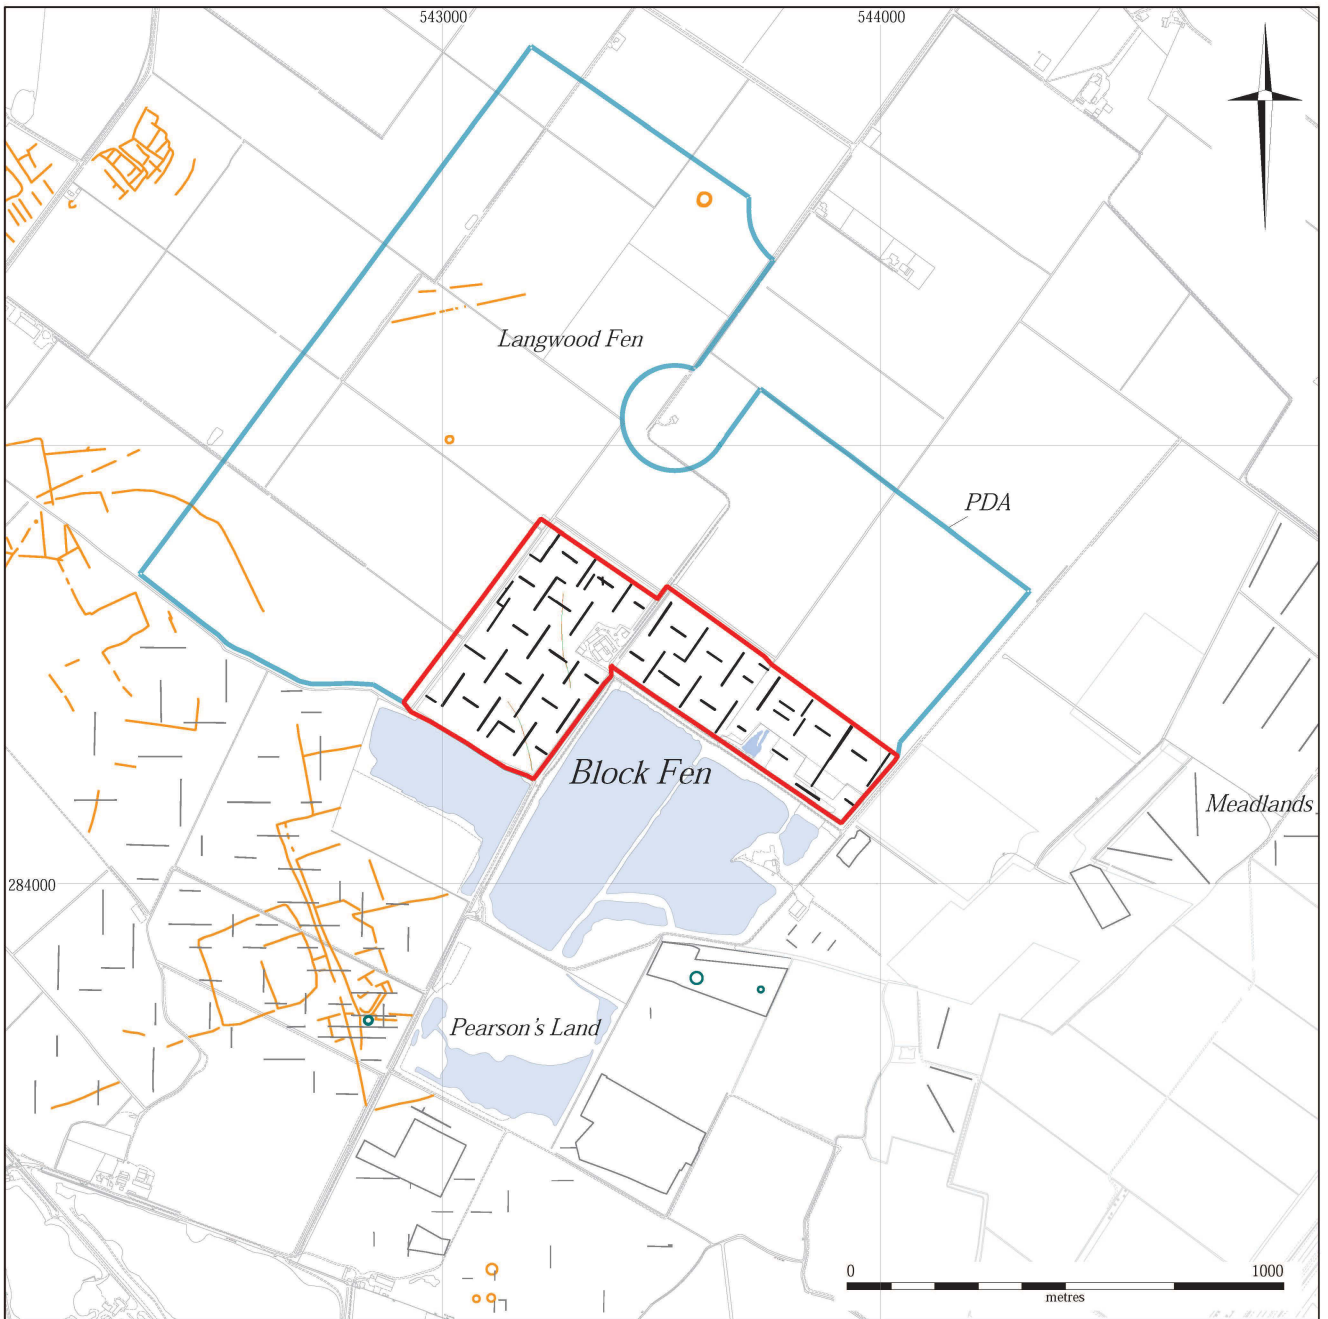 543000
544000
Langwood Fen
PDA
Block Fen
Meadlands
284000
Pearson's Land
0
1000
metres